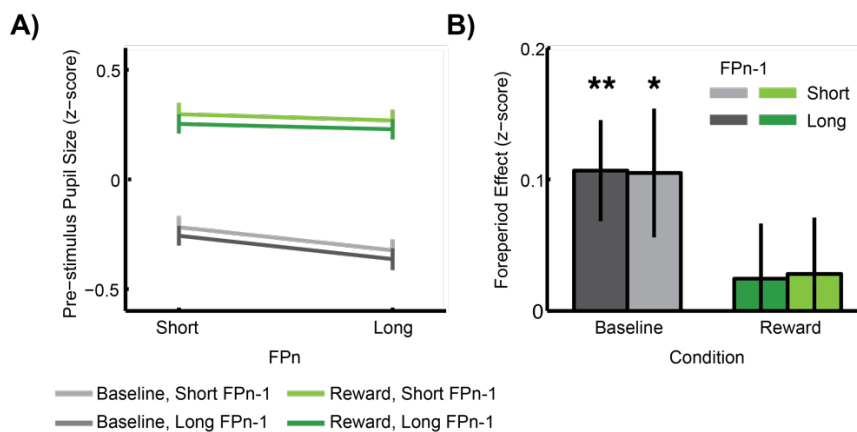 A)
Pre-stimulus Pupil Size (z-score)
0.5
0
−0.5
Short Long
FPn
Baseline, Short FPn-1 Reward, Short FPn-1
Baseline, Long FPn-1 Reward, Long FPn-1
B)
Foreperiod Effect (z-score)
0.2
0.1
0
FPn-1
Short
Long
** *
Baseline Reward
Condition